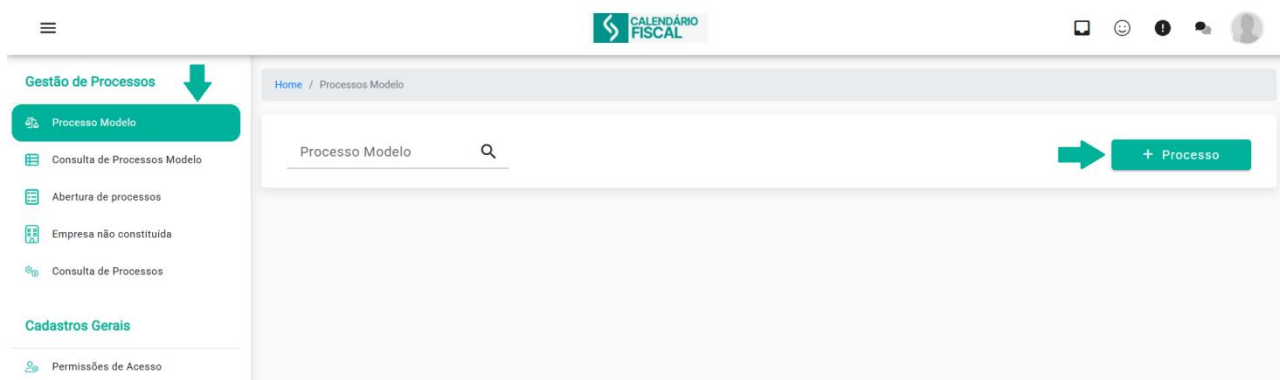 CALENDÁRIO
FISCAL
Gestão de Processos
Processo Modelo
Consulta de Processos Modelo
Abertura de processos
Empresa não constituída
Consulta de Processos
Cadastros Gerais
Permissões de Acesso
Home / Processos Modelo
Processo Modelo
+ Processo